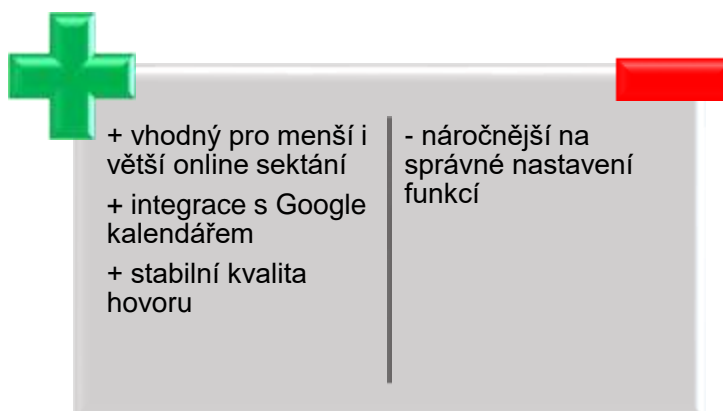 + vhodný pro menší i
větší online sektání
+ integrace s Google
kalendářem
+ stabilní kvalita
hovoru
- náročnější na
správné nastavení
funkcí